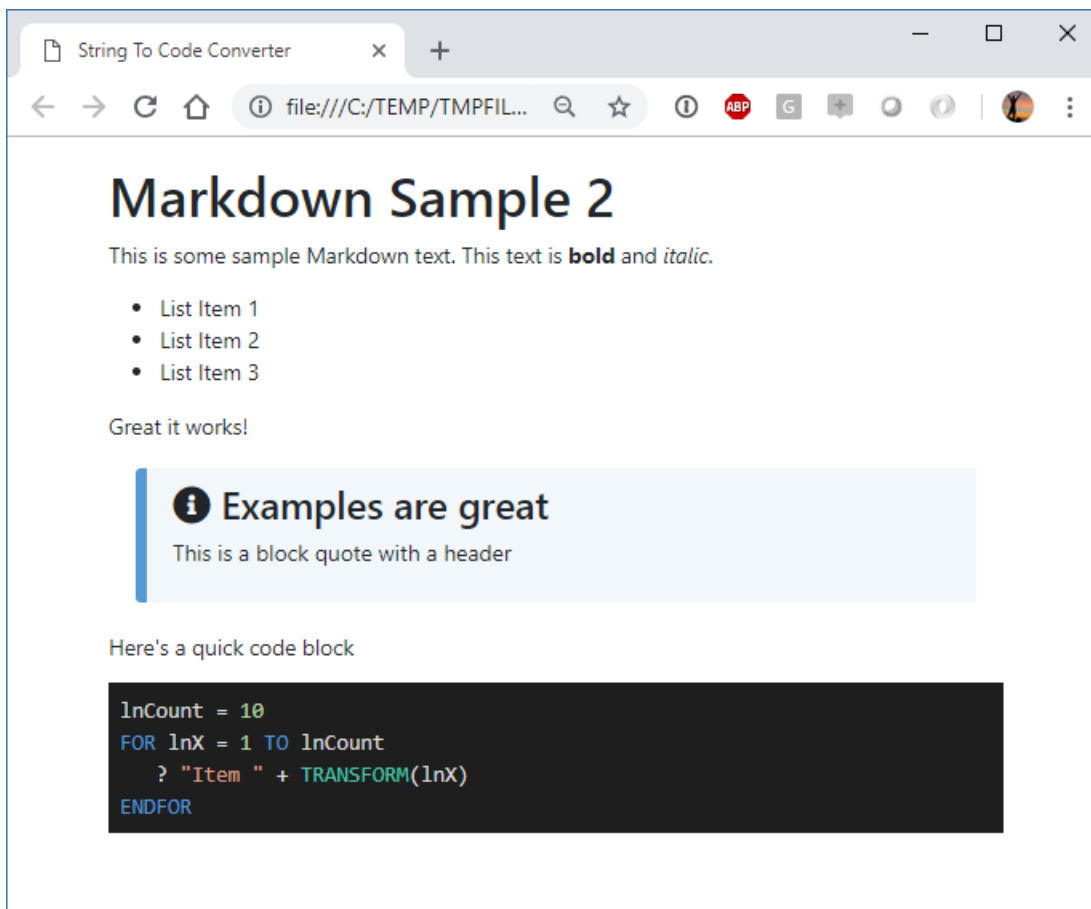 String To Code Converter
file:///C:/TEMP/TMPFIL...
ABP
G
Markdown Sample 2
This is some sample Markdown text. This text is bold and italic.
• List Item 1
• List Item 2
• List Item 3
Great it works!
Examples are great
This is a block quote with a header
Here's a quick code block
lnCount = 10
FOR lnX = 1 TO lnCount
   ? "Item " + TRANSFORM(lnX)
ENDFOR